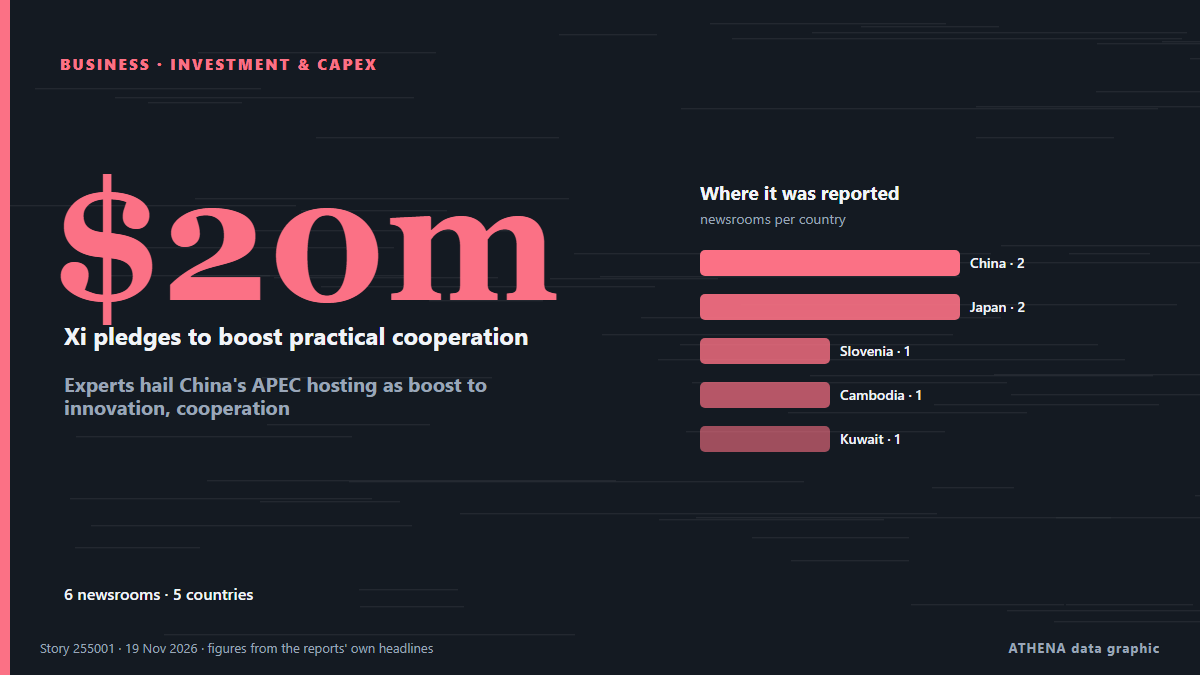 BUSINESS · INVESTMENT & CAPEX
$20m
Xi pledges to boost practical cooperation
Experts hail China's APEC hosting as boost to
innovation, cooperation
Where it was reported
newsrooms per country
China · 2
Japan · 2
Slovenia · 1
Cambodia · 1
Kuwait · 1
6 newsrooms · 5 countries
Story 255001 · 19 Nov 2026 · figures from the reports' own headlines
ATHENA data graphic